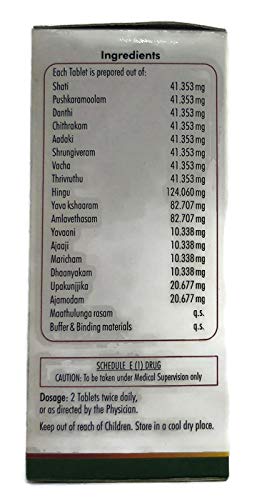 Ingredients
Each Tablet is prepared out of:
Shati 41.353 mg
Pushkaramoolam 41.353 mg
Danthi 41.353 mg
Chithrakam 41.353 mg
Aadaki 41.353 mg
Shrungiveram 41.353 mg
Vacha 41.353 mg
Thrivruthu 41.353 mg
Hingu 124.060 mg
Yava kshaaram 82.707 mg
Amlavethasam 82.707 mg
Yavaani 10.338 mg
Ajaaji 10.338 mg
Maricham 10.338 mg
Dhaanyakam 10.338 mg
Upakunjjika 20.677 mg
Ajamodam 20.677 mg
Maathulunga rasam q.s.
Buffer & Binding materials q.s.
SCHEDULE E (1) DRUG
CAUTION: To be taken under Medical Supervision only
Dosage: 2 Tablets twice daily,
or as directed by the Physician.
Keep out of reach of Children. Store in a cool dry place.